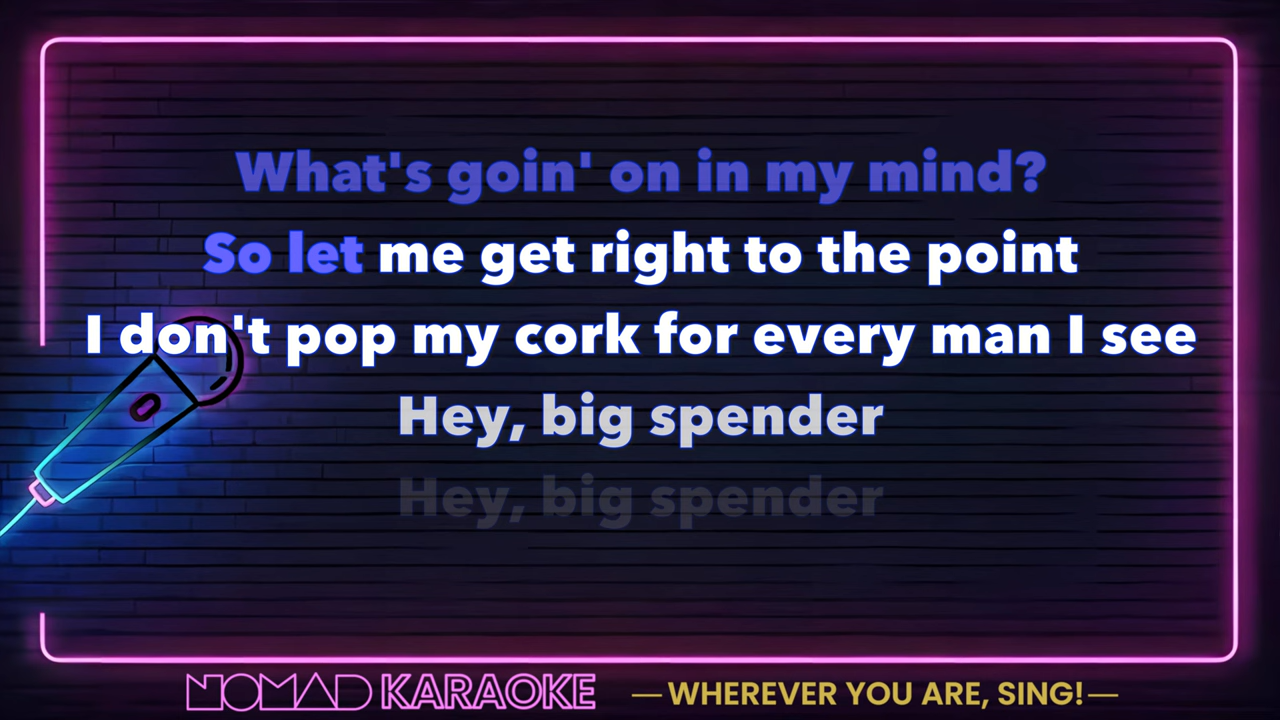 What's goin' on in my mind?
So let me get right to the point
I don't pop my cork for every man I see
Hey, big spender
Hey, big spender
NOMAD KARAOKE —WHEREVER YOU ARE, SING!—